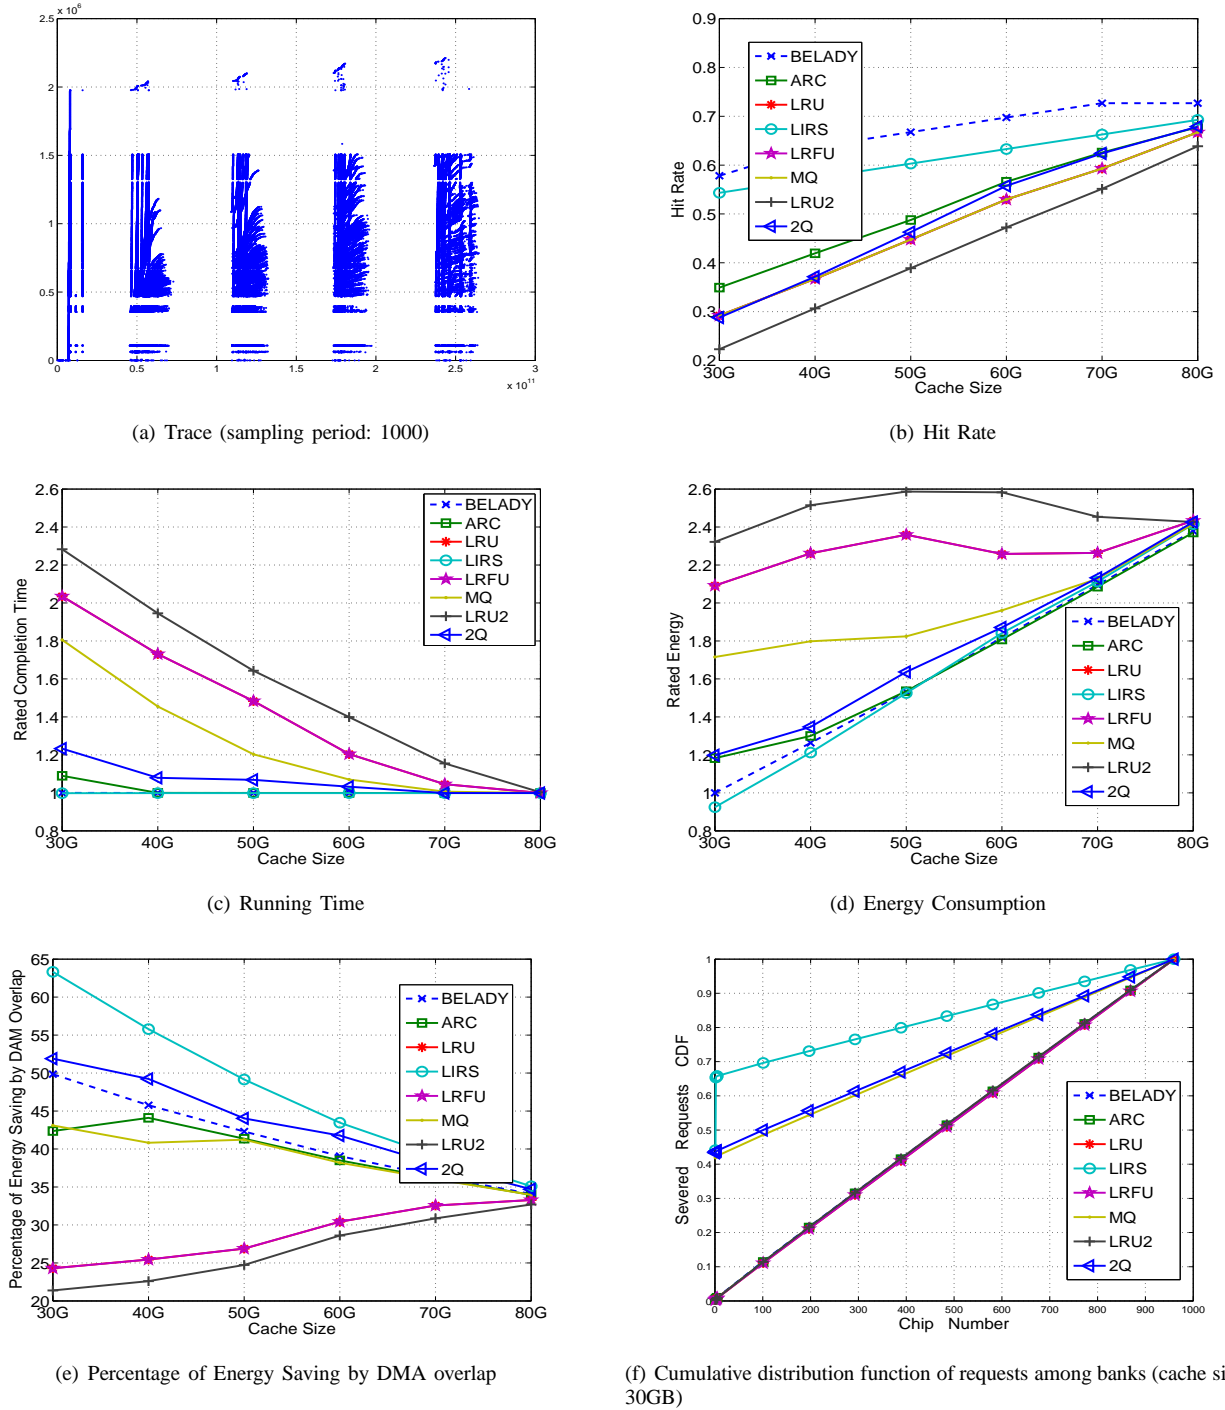 x 10^6
2.5
2
1.5
1
0.5
0
0 0.5 1 1.5 2 2.5 3
x 10^11
(a) Trace (sampling period: 1000)
0.9
0.8
0.7
0.6
0.5
0.4
0.3
0.2
Hit Rate
BELADY
ARC
LRU
LIRS
LRFU
MQ
LRU2
2Q
30G 40G 50G 60G 70G 80G
Cache Size
(b) Hit Rate
2.6
2.4
2.2
2
1.8
1.6
1.4
1.2
1
0.8
Rated Completion Time
BELADY
ARC
LRU
LIRS
LRFU
MQ
LRU2
2Q
30G 40G 50G 60G 70G 80G
Cache Size
(c) Running Time
2.6
2.4
2.2
2
1.8
1.6
1.4
1.2
1
0.8
Rated Energy
BELADY
ARC
LRU
LIRS
LRFU
MQ
LRU2
2Q
30G 40G 50G 60G 70G 80G
Cache Size
(d) Energy Consumption
65
60
55
50
45
40
35
30
25
20
Percentage of Energy Saving by DAM Overlap
BELADY
ARC
LRU
LIRS
LRFU
MQ
LRU2
2Q
30G 40G 50G 60G 70G 80G
Cache Size
(e) Percentage of Energy Saving by DMA overlap
1
0.9
0.8
0.7
0.6
0.5
0.4
0.3
0.2
0.1
0
Severed Requests CDF
BELADY
ARC
LRU
LIRS
LRFU
MQ
LRU2
2Q
0 100 200 300 400 500 600 700 800 900 1000
Chip Number
(f) Cumulative distribution function of requests among banks (cache si
30GB)